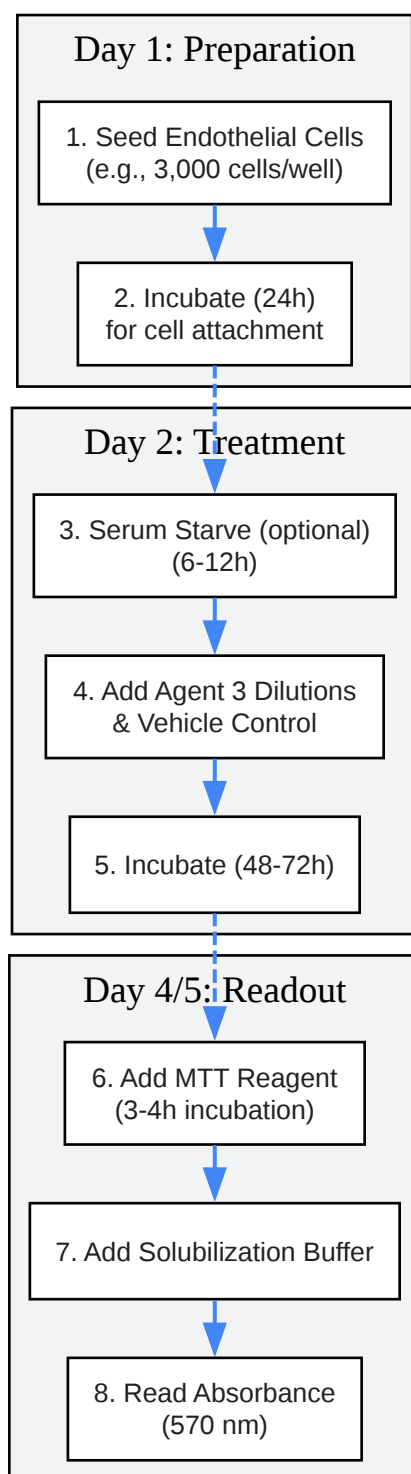 Day 1: Preparation
1. Seed Endothelial Cells
(e.g., 3,000 cells/well)
2. Incubate (24h)
for cell attachment
Day 2: Treatment
3. Serum Starve (optional)
(6-12h)
4. Add Agent 3 Dilutions
& Vehicle Control
5. Incubate (48-72h)
Day 4/5: Readout
6. Add MTT Reagent
(3-4h incubation)
7. Add Solubilization Buffer
8. Read Absorbance
(570 nm)